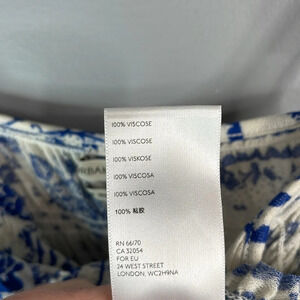 100% VISCOSE
100% VISCOSE
100% VISKOSE
100% VISCOSA
100% VISCOSA
100% 粘胶
RN 66170
CA 32054
FOR EU
24 WEST STREET
LONDON, WC2H9NA